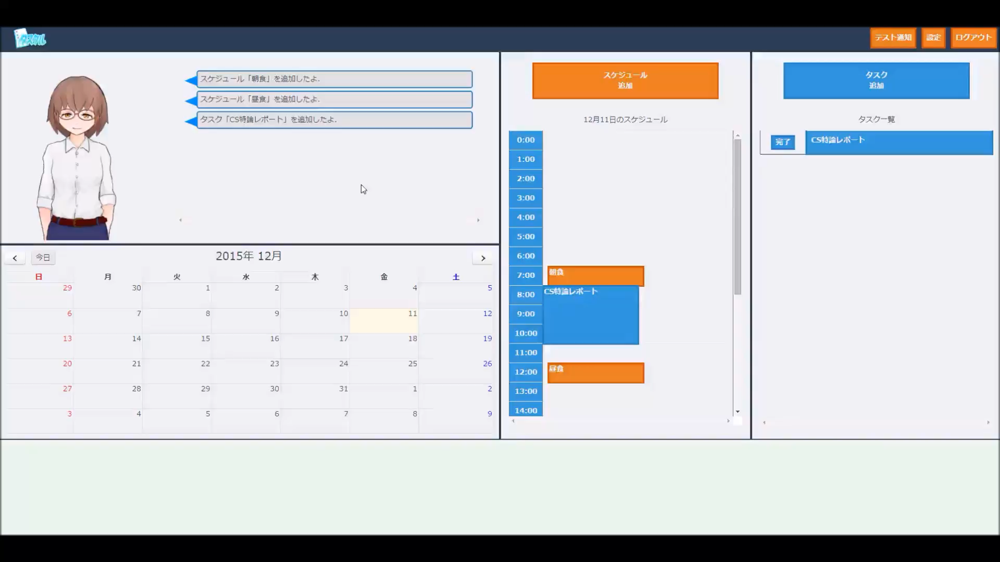 タスクル
テスト通知
設定
ログアウト
スケジュール「朝食」を追加したよ.
スケジュール「昼食」を追加したよ.
タスク「CS特論レポート」を追加したよ.
今日
2015年 12月
日 月 火 水 木 金 土
29 30 1 2 3 4 5
6 7 8 9 10 11 12
13 14 15 16 17 18 19
20 21 22 23 24 25 26
27 28 29 30 31 1 2
3 4 5 6 7 8 9
スケジュール
追加
12月11日のスケジュール
0:00
1:00
2:00
3:00
4:00
5:00
6:00
7:00 朝食
8:00 CS特論レポート
9:00
10:00
11:00
12:00 昼食
13:00
14:00
タスク
追加
タスク一覧
完了 CS特論レポート